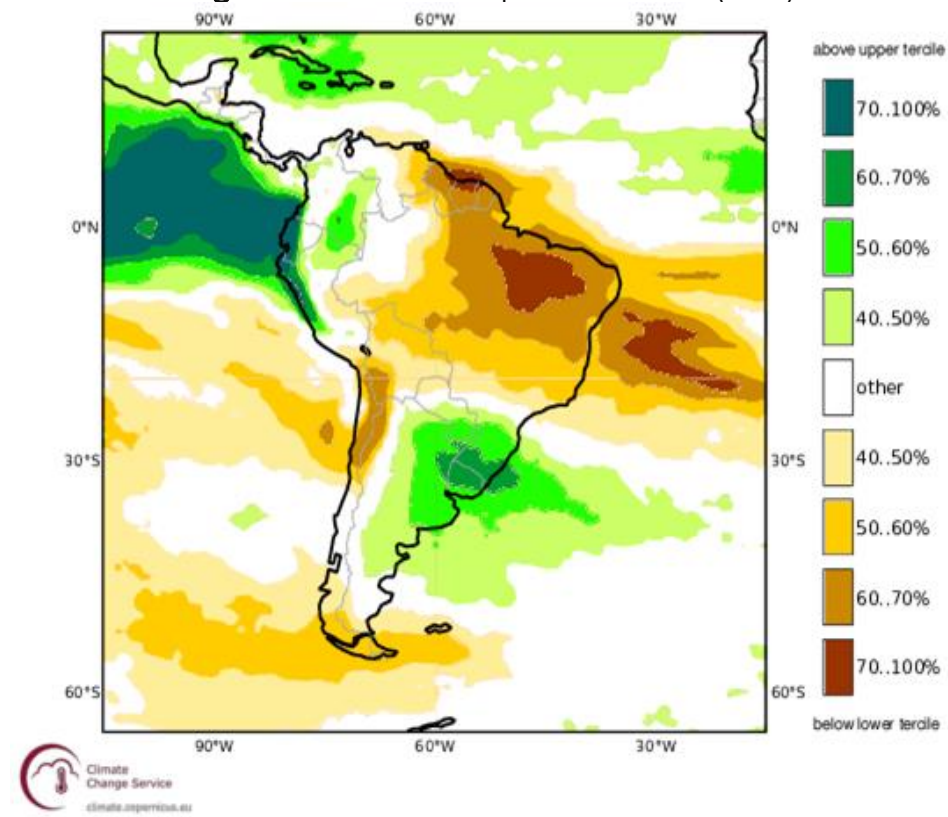 90°W 60°W 30°W
above upper tercile
70..100%
60..70%
0°N 0°N
50..60%
40..50%
other
30°S 30°S
40..50%
50..60%
60..70%
70..100%
60°S 60°S
below lower tercile
90°W 60°W 30°W
Climate
Change Service
climate.copernicus.eu